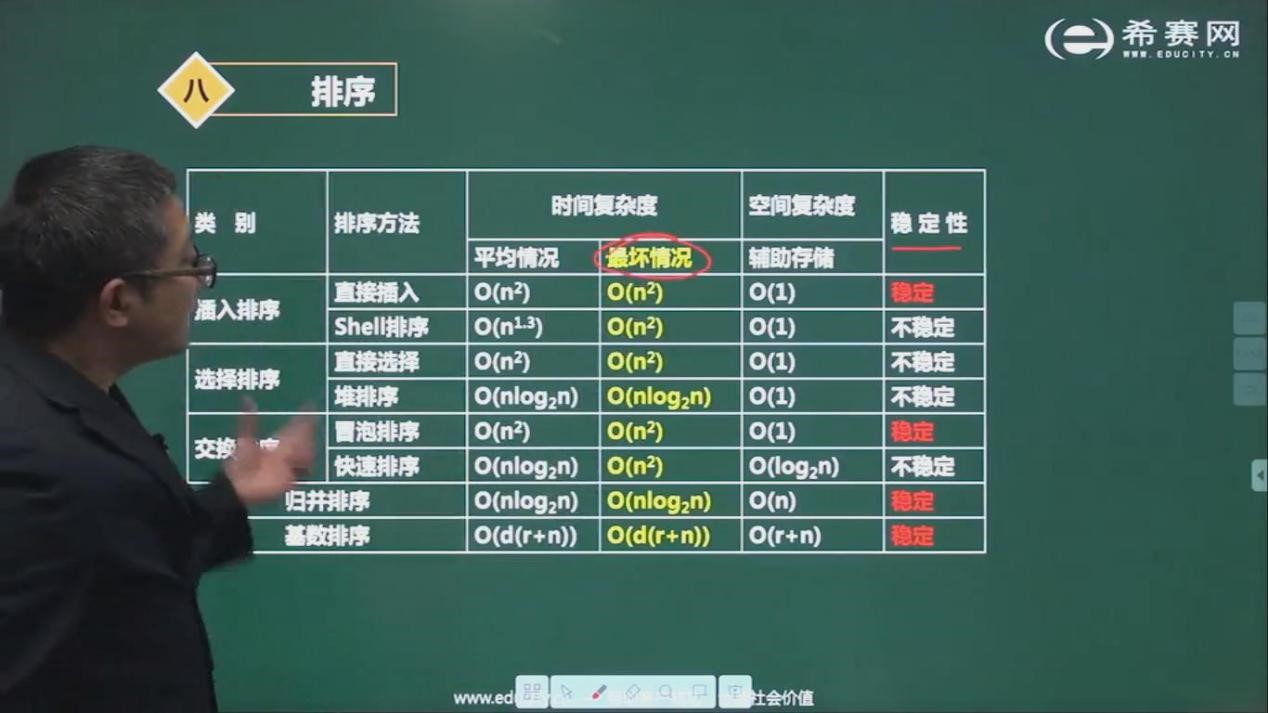 希赛网
WWW.EDUCITY.CN
八 排序
类 别 排序方法 时间复杂度 空间复杂度 稳定性
平均情况 最坏情况 辅助存储
插入排序 直接插入 O(n²) O(n²) O(1) 稳定
Shell排序 O(n¹·³) O(n²) O(1) 不稳定
选择排序 直接选择 O(n²) O(n²) O(1) 不稳定
堆排序 O(nlog₂n) O(nlog₂n) O(1) 不稳定
交换 冒泡排序 O(n²) O(n²) O(1) 稳定
快速排序 O(nlog₂n) O(n²) O(log₂n) 不稳定
归并排序 O(nlog₂n) O(nlog₂n) O(n) 稳定
基数排序 O(d(r+n)) O(d(r+n)) O(r+n) 稳定
www.edu 社会价值